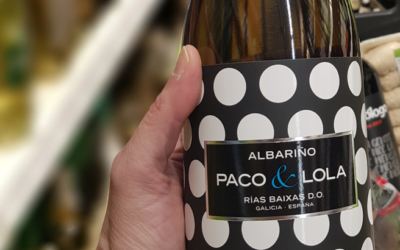 ALBARIÑO
PACO & LOLA
RÍAS BAIXAS D.O.
GALICIA - ESPAÑA